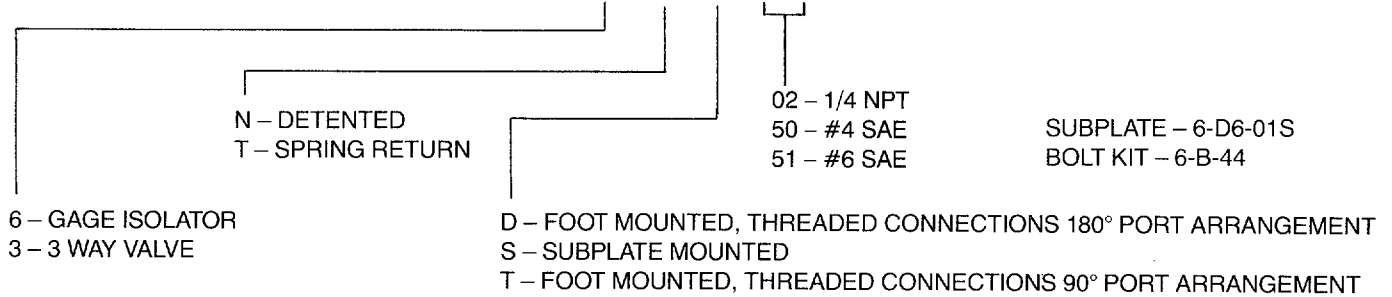 N – DETENTED
T – SPRING RETURN
02 – 1/4 NPT
50 – #4 SAE
51 – #6 SAE
SUBPLATE – 6-D6-01S
BOLT KIT – 6-B-44
6 – GAGE ISOLATOR
3 – 3 WAY VALVE
D – FOOT MOUNTED, THREADED CONNECTIONS 180° PORT ARRANGEMENT
S – SUBPLATE MOUNTED
T – FOOT MOUNTED, THREADED CONNECTIONS 90° PORT ARRANGEMENT